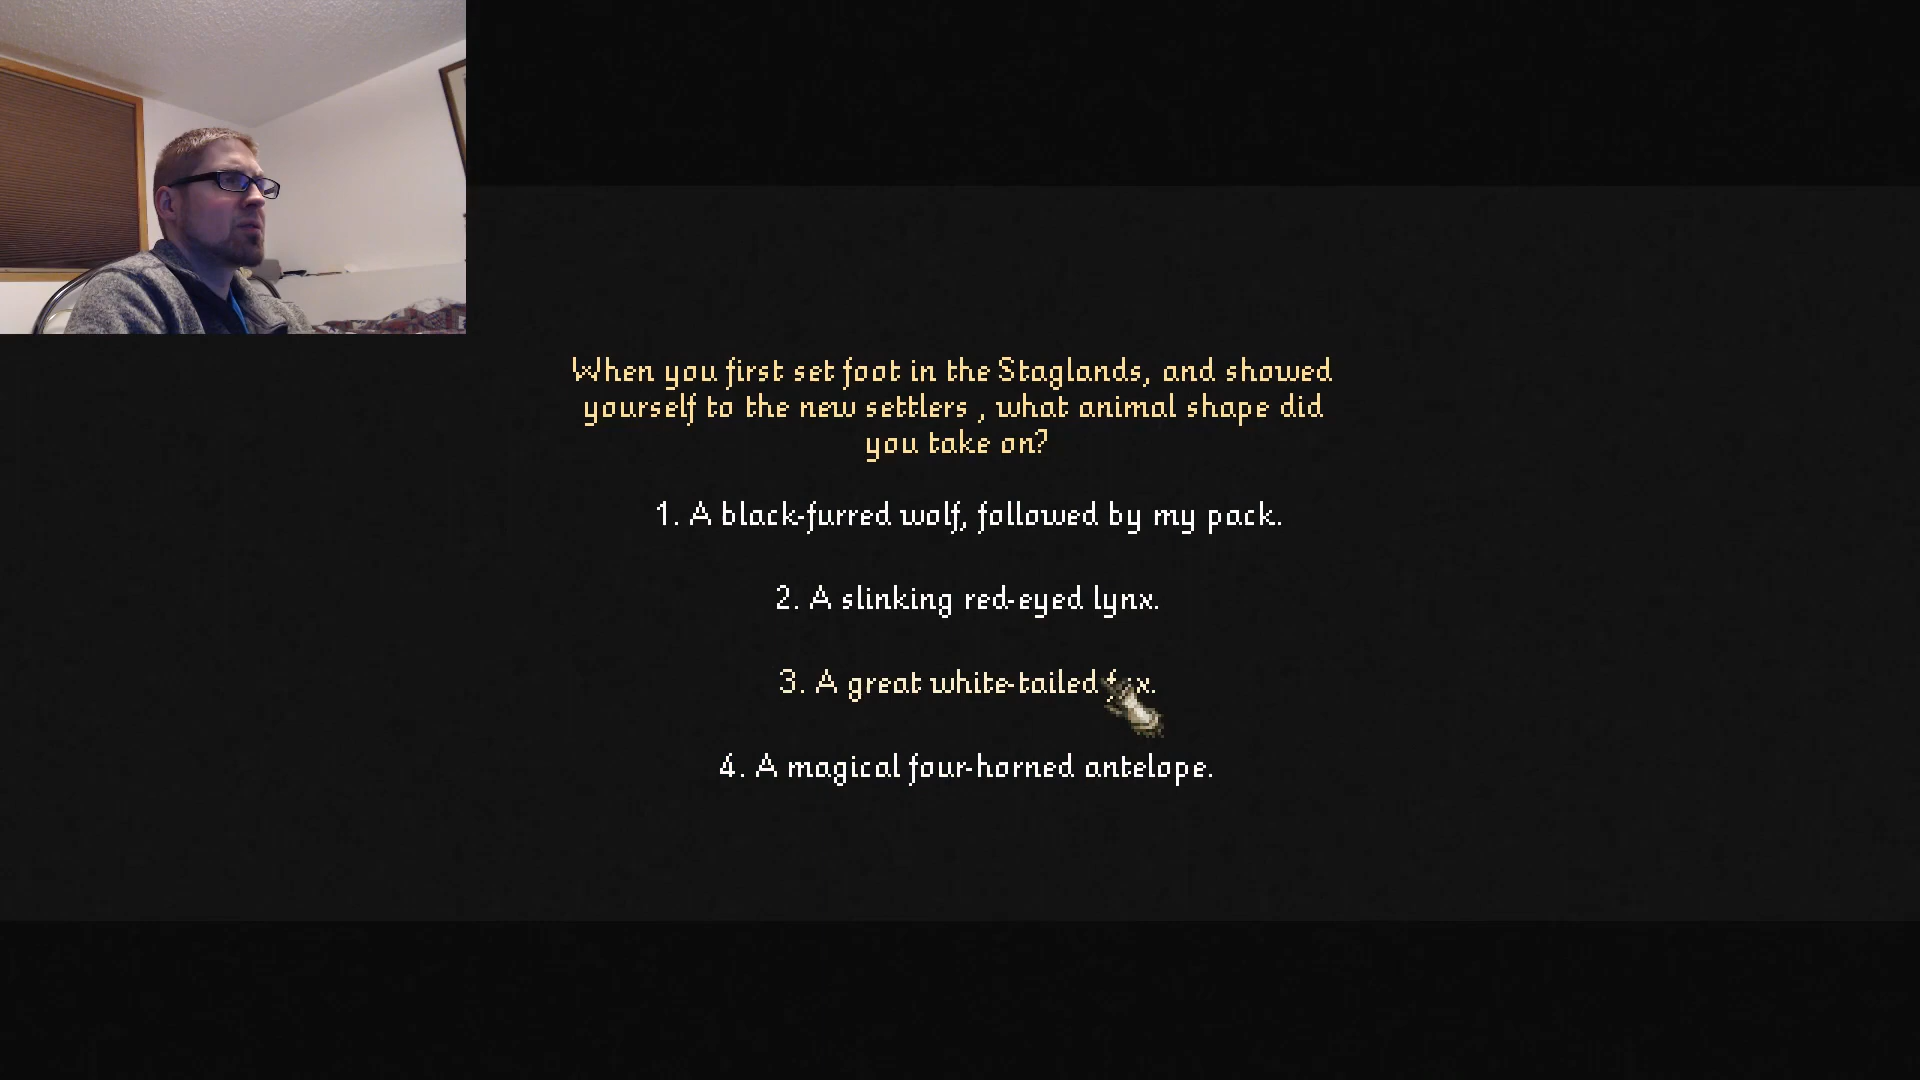 When you first set foot in the Staglands, and showed
yourself to the new settlers , what animal shape did
you take on?
1. A black-furred wolf, followed by my pack.
2. A slinking red-eyed lynx.
3. A great white-tailed fox.
4. A magical four-horned antelope.